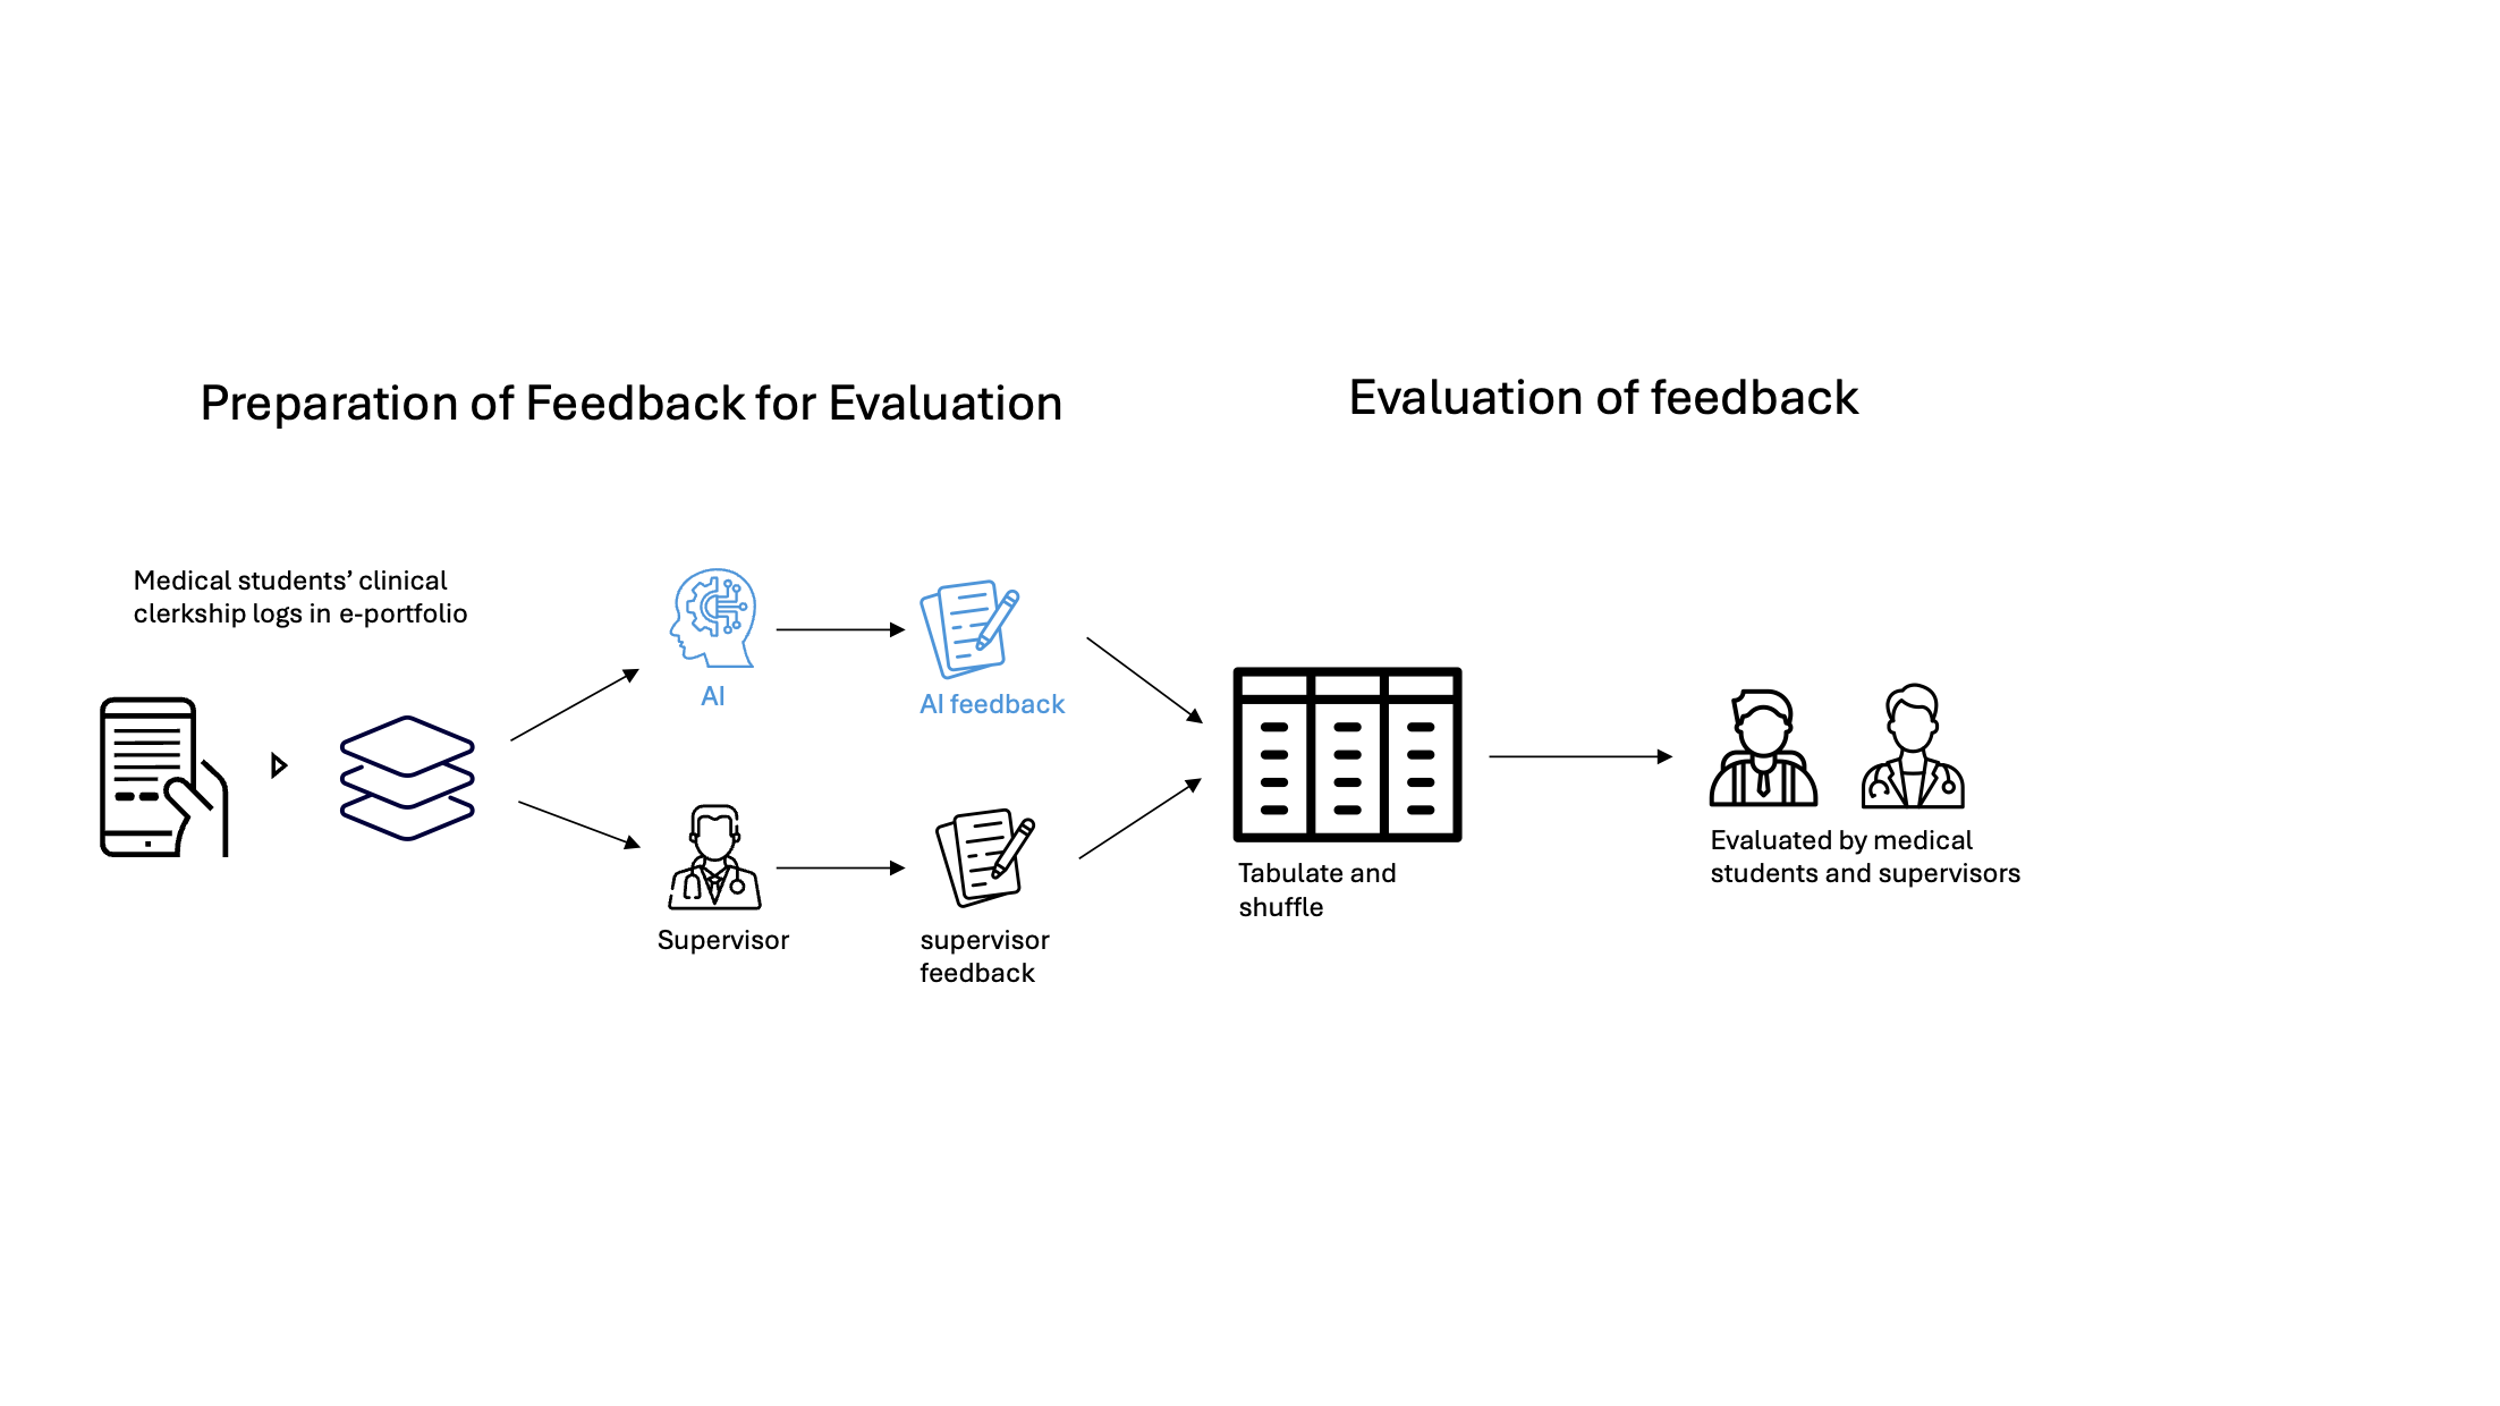 Preparation of Feedback for Evaluation
Evaluation of feedback
Medical students’ clinical
clerkship logs in e-portfolio
AI
AI feedback
Supervisor
supervisor
feedback
Tabulate and
shuffle
Evaluated by medical
students and supervisors